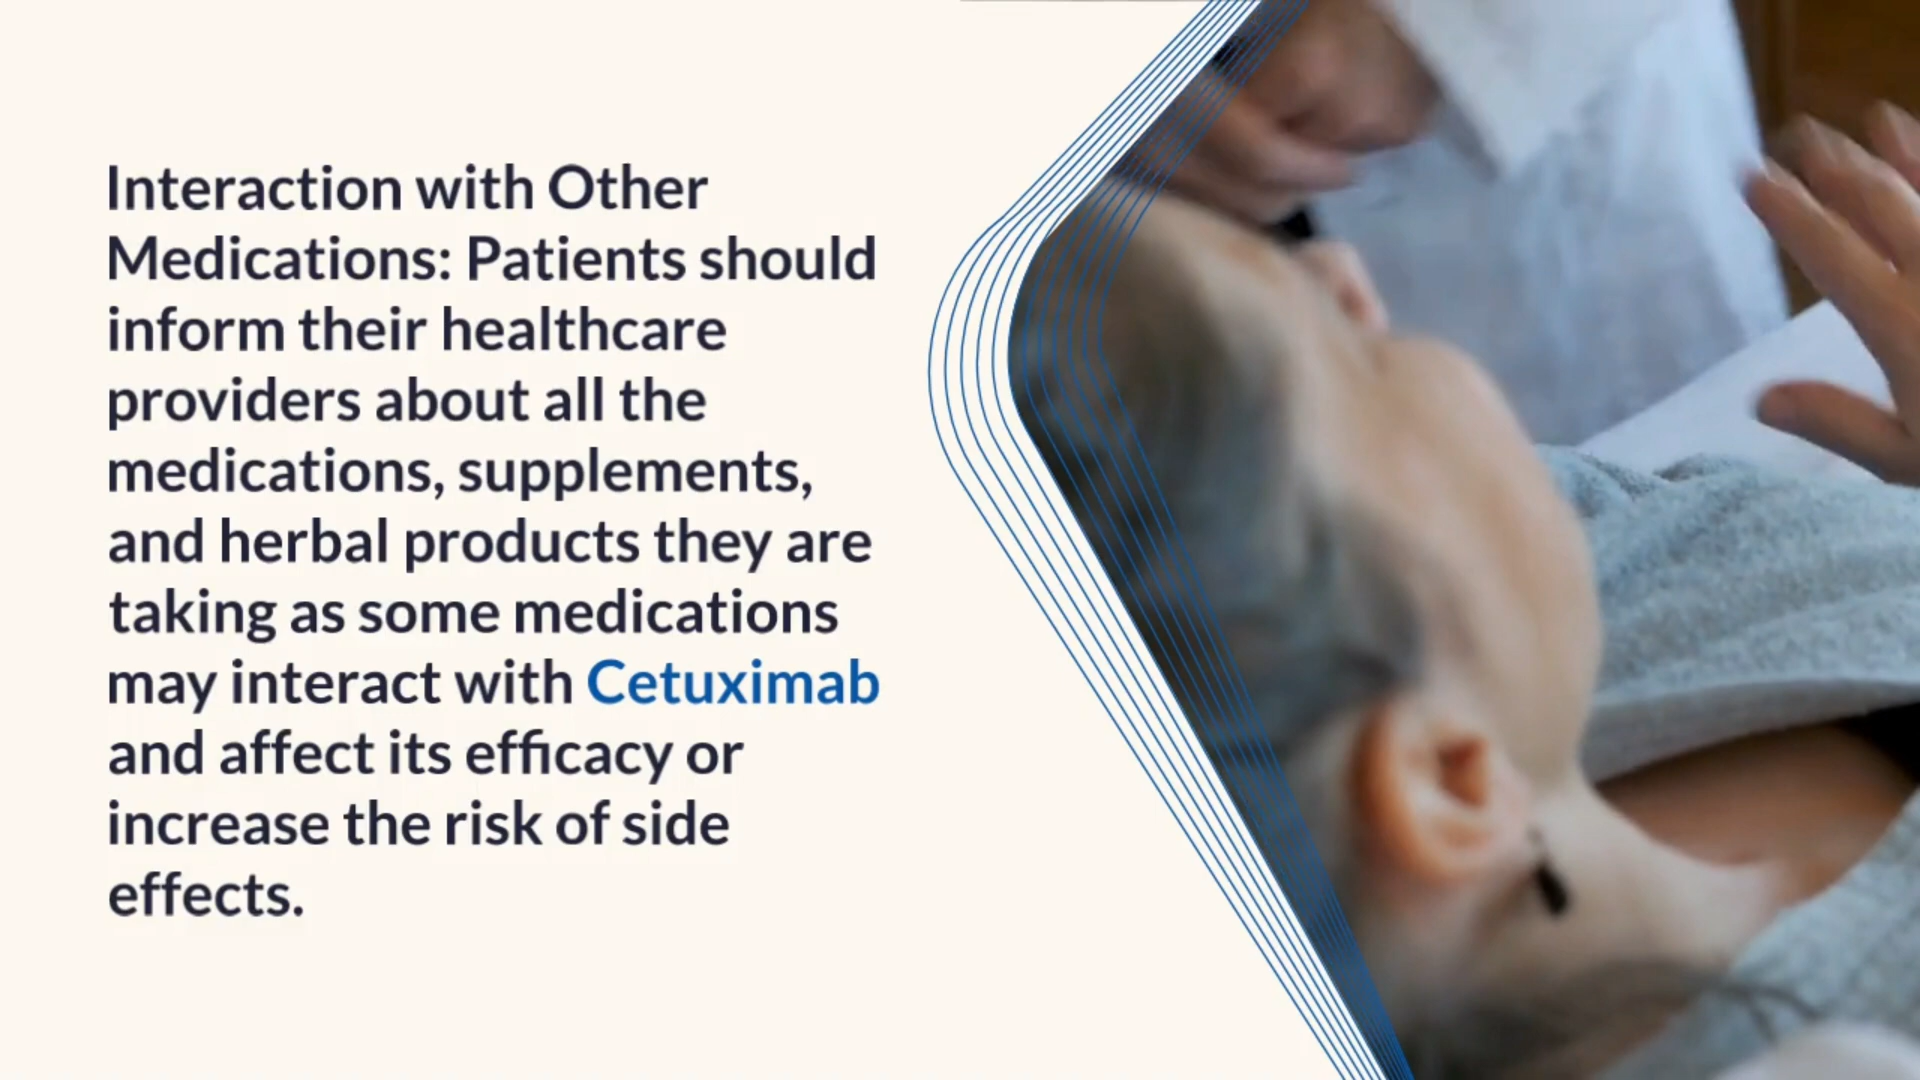 Interaction with Other
Medications: Patients should
inform their healthcare
providers about all the
medications, supplements,
and herbal products they are
taking as some medications
may interact with Cetuximab
and affect its efficacy or
increase the risk of side
effects.